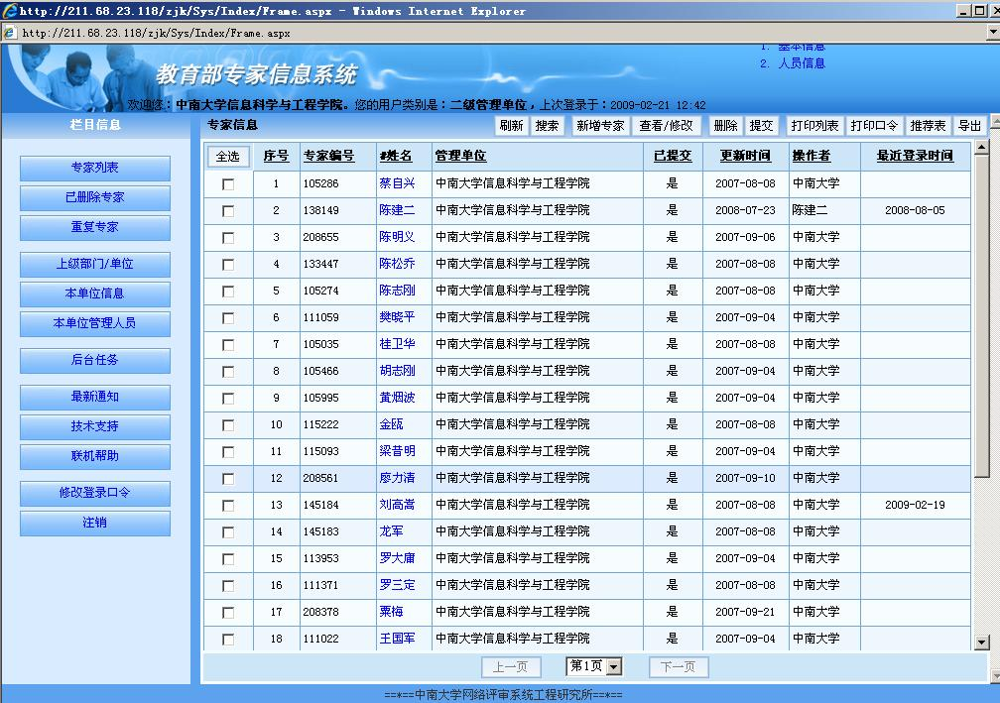 http://211.68.23.118/zjk/Sys/Index/Frame.aspx - Windows Internet Explorer
http://211.68.23.118/zjk/Sys/Index/Frame.aspx
1. 基本信息
2. 人员信息
教育部专家信息系统
欢迎您：中南大学信息科学与工程学院。您的用户类别是：二级管理单位，上次登录于：2009-02-21 12:42
栏目信息
专家列表
已删除专家
重复专家
上级部门/单位
本单位信息
本单位管理人员
后台任务
最新通知
技术支持
联机帮助
修改登录口令
注销
专家信息 刷新 搜索 新增专家 查看/修改 删除 提交 打印列表 打印口令 推荐表 导出
全选 序号 专家编号 #姓名 管理单位 已提交 更新时间 操作者 最近登录时间
1 105286 蔡自兴 中南大学信息科学与工程学院 是 2007-08-08 中南大学
2 138149 陈建二 中南大学信息科学与工程学院 是 2008-07-23 陈建二 2008-08-05
3 208655 陈明义 中南大学信息科学与工程学院 是 2007-09-06 中南大学
4 133447 陈松乔 中南大学信息科学与工程学院 是 2007-08-08 中南大学
5 105274 陈志刚 中南大学信息科学与工程学院 是 2007-08-08 中南大学
6 111059 樊晓平 中南大学信息科学与工程学院 是 2007-09-04 中南大学
7 105035 桂卫华 中南大学信息科学与工程学院 是 2007-08-08 中南大学
8 105466 胡志刚 中南大学信息科学与工程学院 是 2007-09-04 中南大学
9 105995 黄烟波 中南大学信息科学与工程学院 是 2007-09-04 中南大学
10 115222 金瓯 中南大学信息科学与工程学院 是 2007-08-08 中南大学
11 115093 梁昔明 中南大学信息科学与工程学院 是 2007-09-04 中南大学
12 208561 廖力清 中南大学信息科学与工程学院 是 2007-09-10 中南大学
13 145184 刘高嵩 中南大学信息科学与工程学院 是 2007-08-08 中南大学 2009-02-19
14 145183 龙军 中南大学信息科学与工程学院 是 2007-08-08 中南大学
15 113953 罗大庸 中南大学信息科学与工程学院 是 2007-09-04 中南大学
16 111371 罗三定 中南大学信息科学与工程学院 是 2007-08-08 中南大学
17 208378 粟梅 中南大学信息科学与工程学院 是 2007-09-21 中南大学
18 111022 王国军 中南大学信息科学与工程学院 是 2007-09-04 中南大学
上一页 第1页 下一页
==*==中南大学网络评审系统工程研究所==*==